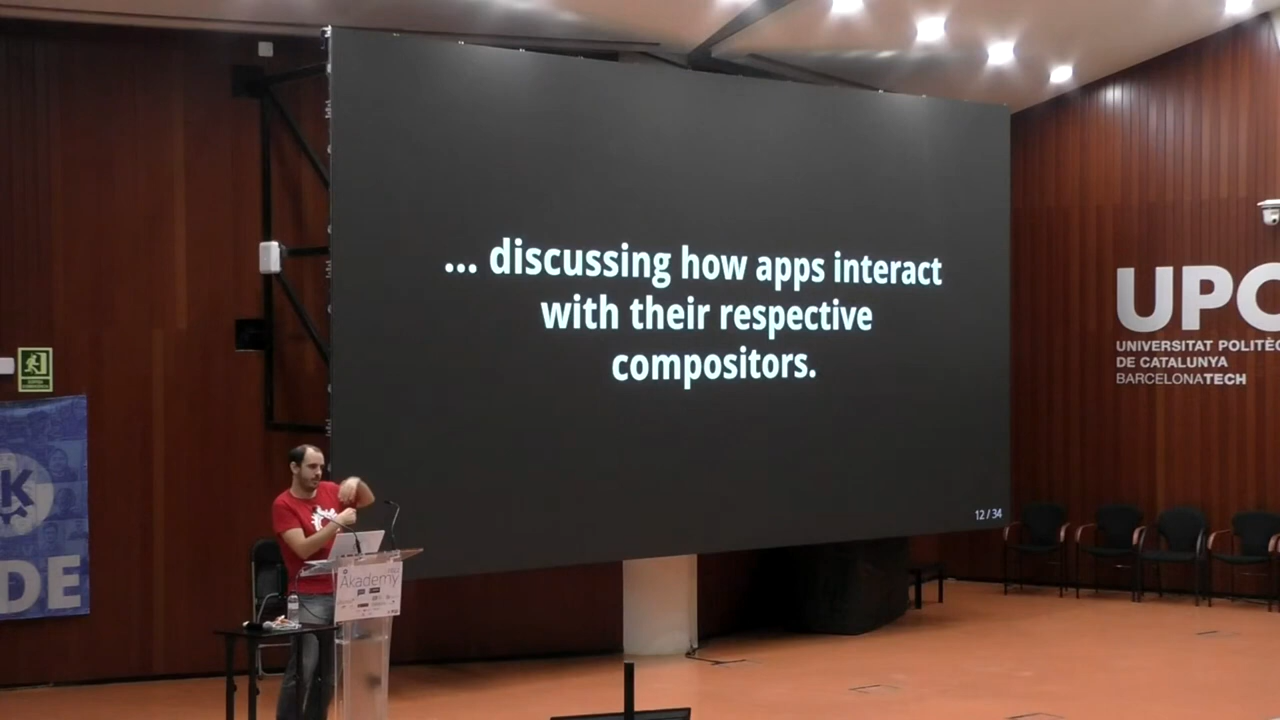 ... discussing how apps interact
with their respective
compositors.
12 / 34
UPC
UNIVERSITAT POLITÈC
DE CATALUNYA
BARCELONATECH
K
DE
Akademy